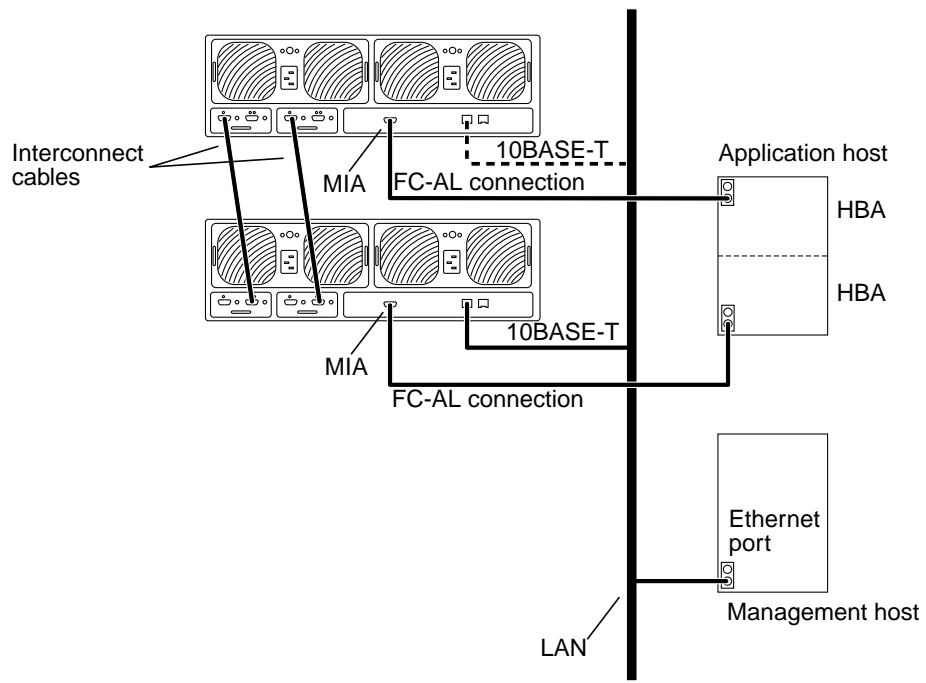 Interconnect
cables
MIA
10BASE-T
FC-AL connection
Application host
HBA
HBA
10BASE-T
MIA
FC-AL connection
Ethernet
port
Management host
LAN